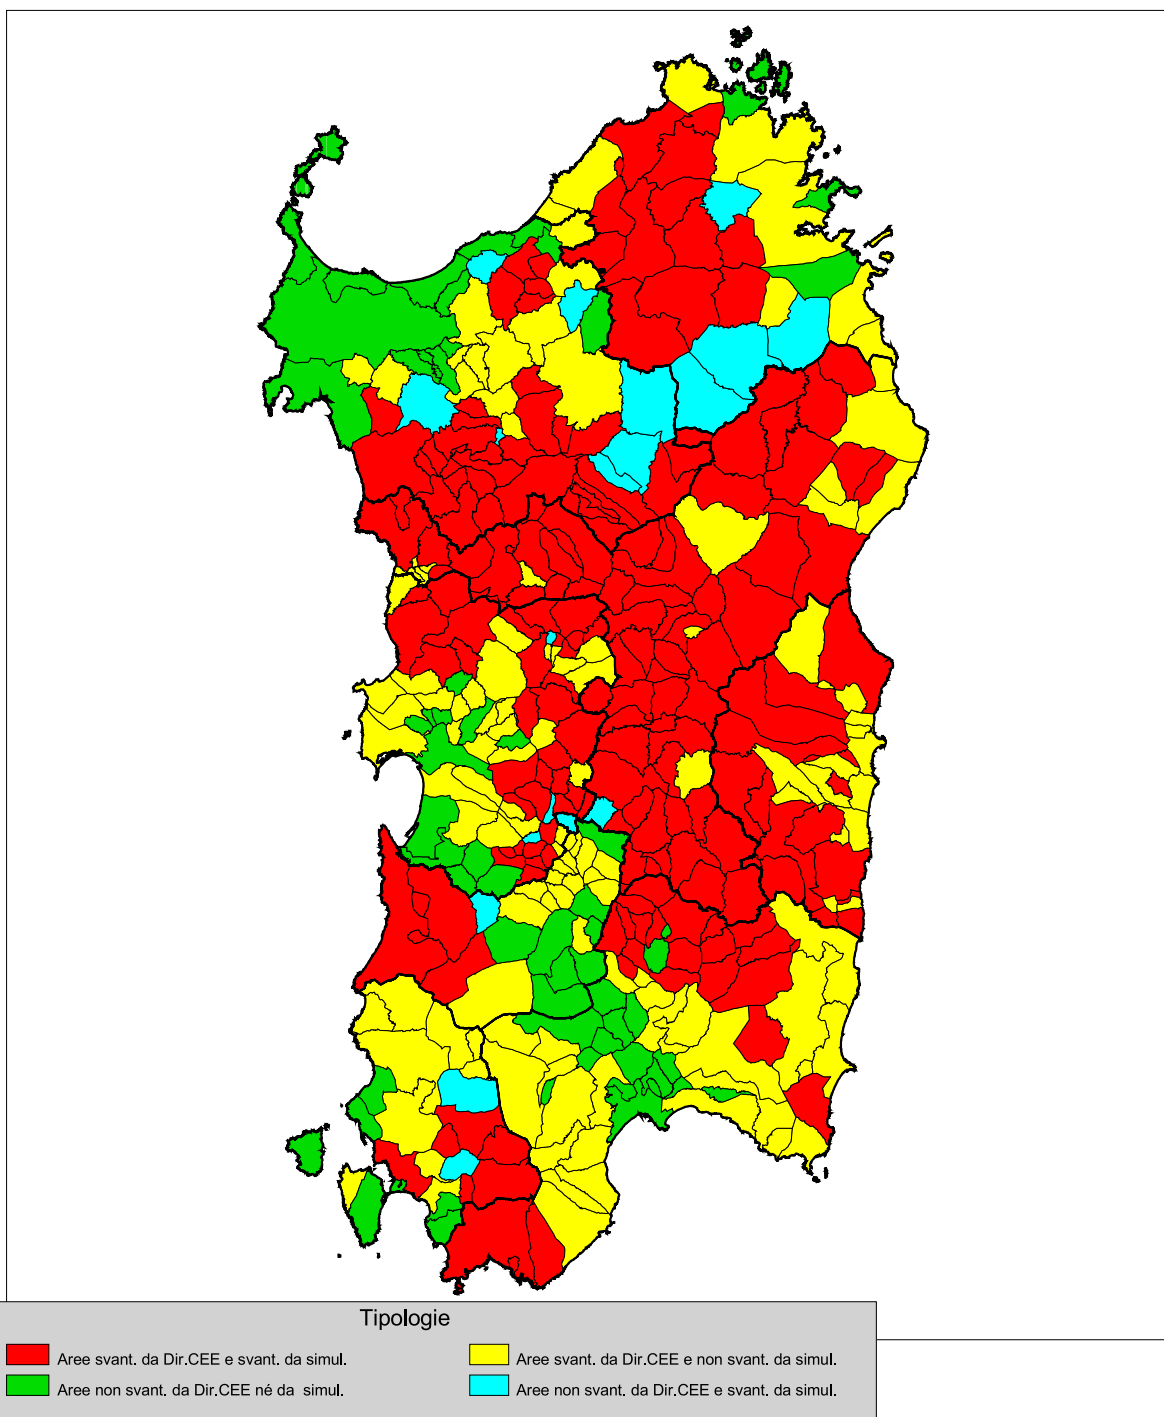 Tipologie
Aree svant. da Dir.CEE e svant. da simul.
Aree svant. da Dir.CEE e non svant. da simul.
Aree non svant. da Dir.CEE né da simul.
Aree non svant. da Dir.CEE e svant. da simul.